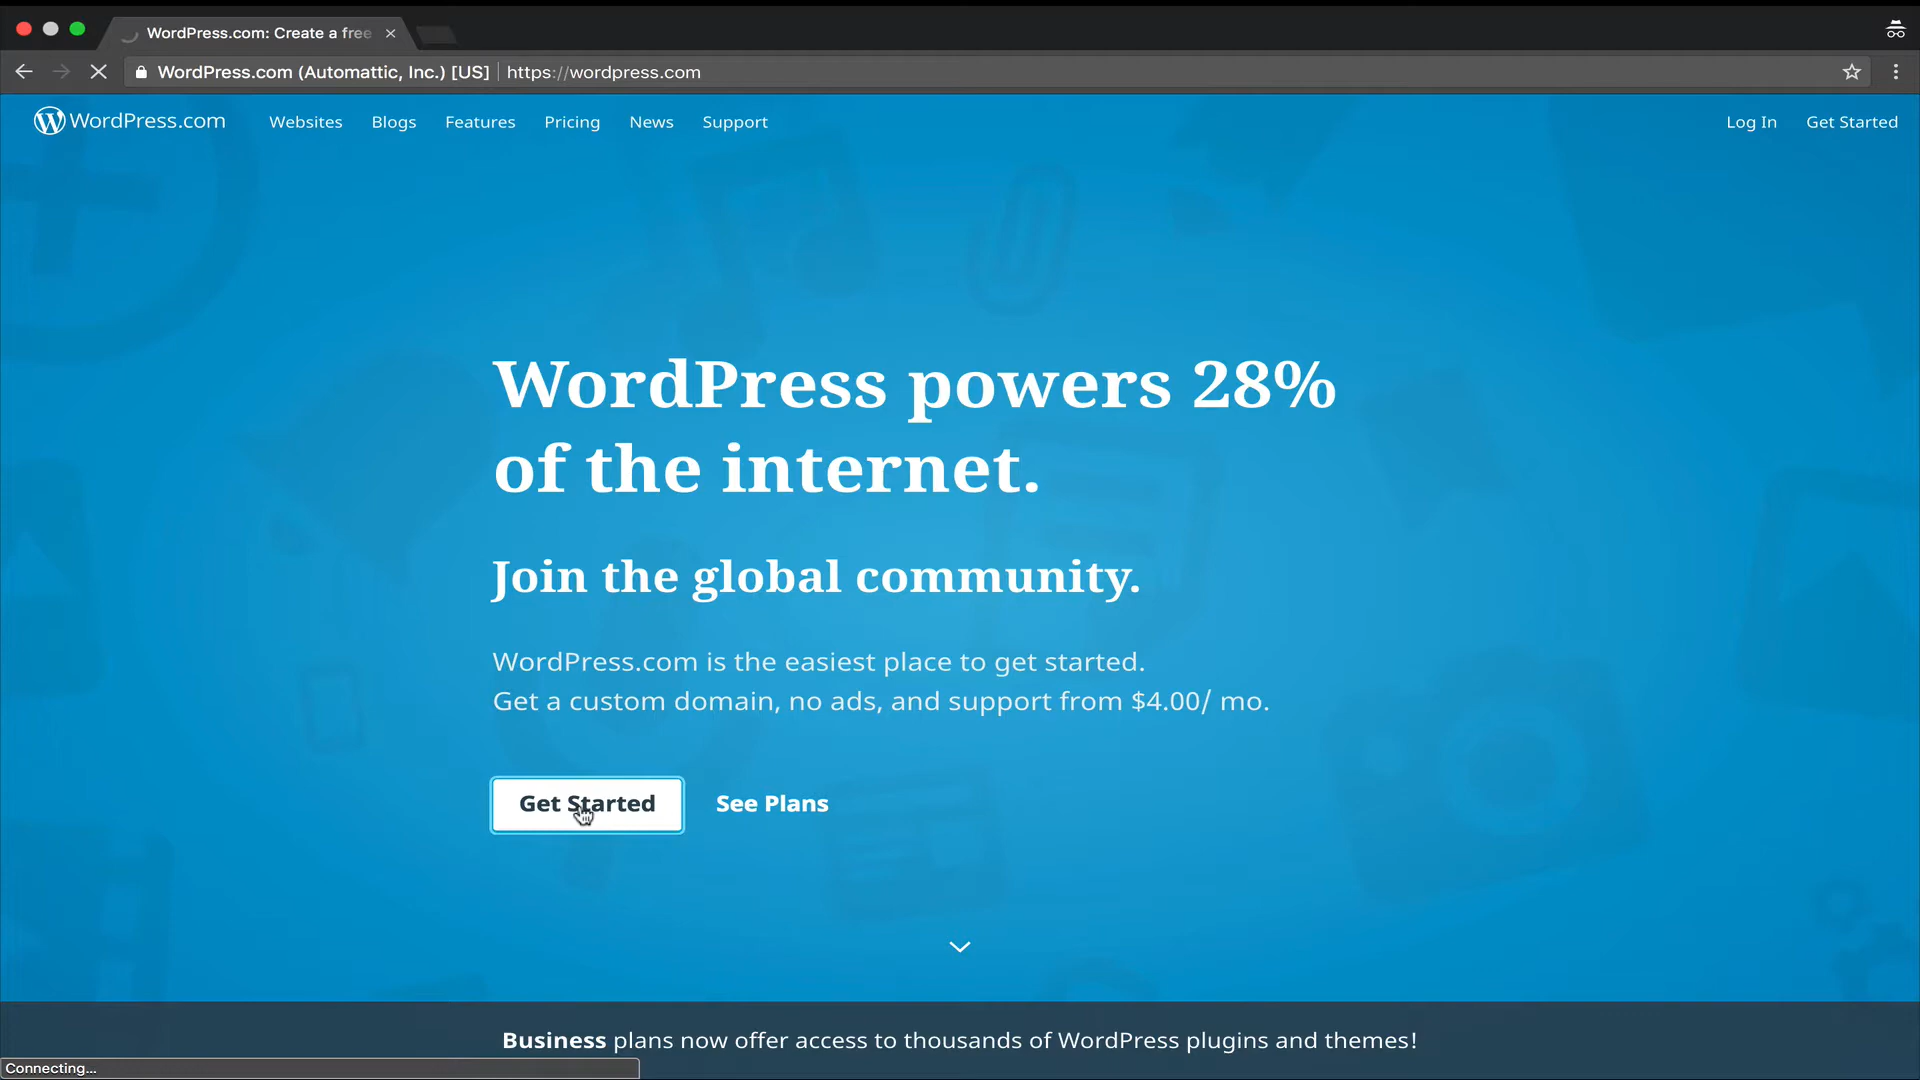 WordPress.com: Create a free
WordPress.com (Automattic, Inc.) [US] https://wordpress.com
WordPress.com Websites Blogs Features Pricing News Support Log In Get Started
WordPress powers 28%
of the internet.
Join the global community.
WordPress.com is the easiest place to get started.
Get a custom domain, no ads, and support from $4.00/ mo.
Get Started See Plans
Business plans now offer access to thousands of WordPress plugins and themes!
Connecting...